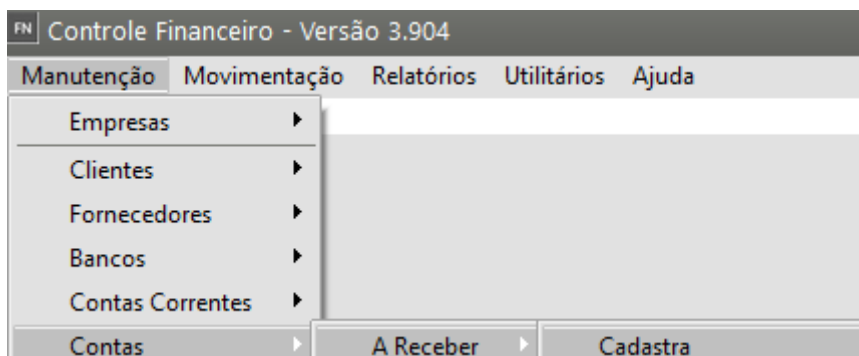 FN Controle Financeiro - Versão 3.904
Manutenção Movimentação Relatórios Utilitários Ajuda
Empresas
Clientes
Fornecedores
Bancos
Contas Correntes
Contas A Receber Cadastra